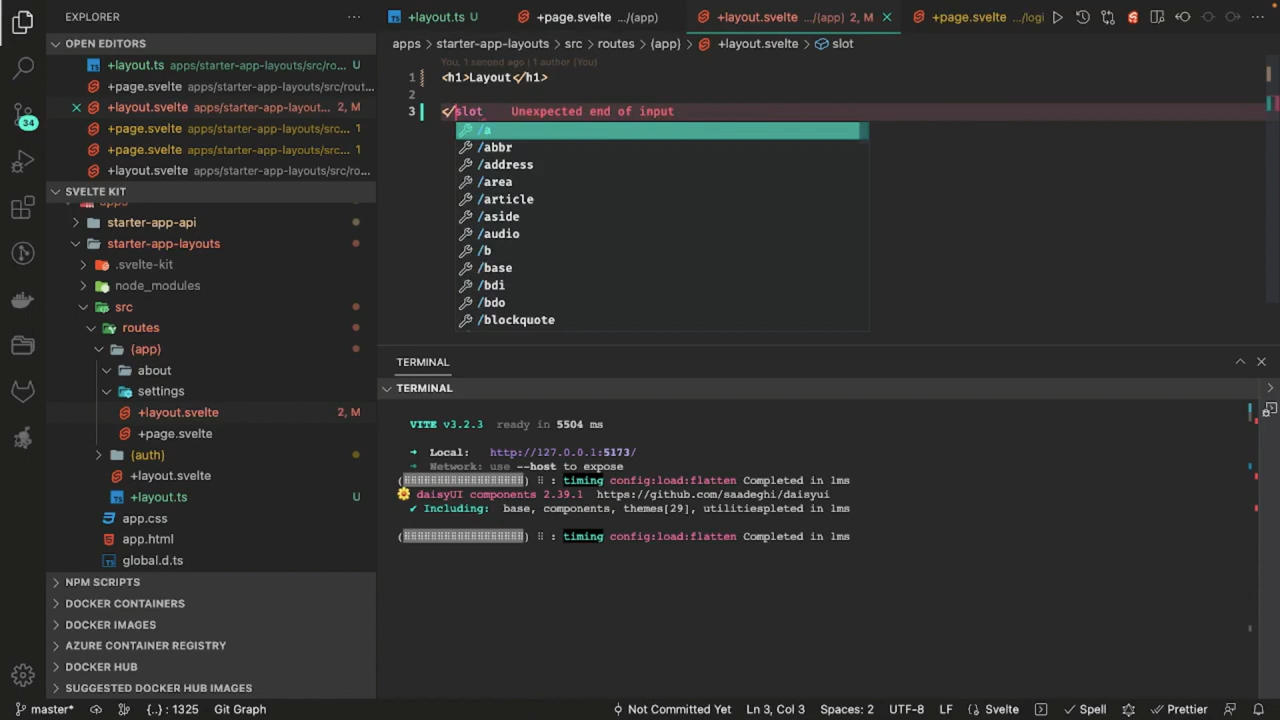 EXPLORER
OPEN EDITORS
+layout.ts apps/starter-app-layouts/src/ro... U
+page.svelte apps/starter-app-layouts/src/...
+layout.svelte apps/starter-app-layout... 2, M
+page.svelte apps/starter-app-layouts/sr... 1
+page.svelte apps/starter-app-layouts/sr... 1
+layout.svelte apps/starter-app-layouts/src/ro...
34
SVELTE KIT
apps
starter-app-api
starter-app-layouts
.svelte-kit
node_modules
src
routes
(app)
about
settings
+layout.svelte 2, M
+page.svelte
(auth)
+layout.svelte
+layout.ts U
app.css
app.html
global.d.ts
NPM SCRIPTS
DOCKER CONTAINERS
DOCKER IMAGES
AZURE CONTAINER REGISTRY
DOCKER HUB
SUGGESTED DOCKER HUB IMAGES
+layout.ts U +page.svelte .../(app) +layout.svelte .../(app) 2, M +page.svelte .../logi
apps > starter-app-layouts > src > routes > (app) > +layout.svelte > slot
You, 1 second ago | 1 author (You)
1 <h1>Layout</h1>
2
3 </slot Unexpected end of input
/a
/abbr
/address
/area
/article
/aside
/audio
/b
/base
/bdi
/bdo
/blockquote
TERMINAL
TERMINAL
VITE v3.2.3 ready in 5504 ms
➜ Local: http://127.0.0.1:5173/
➜ Network: use --host to expose
(⠿⠿⠿⠿⠿⠿⠿⠿⠿⠿⠿⠿⠿⠿⠿⠿⠿⠿) ⠿ : timing config:load:flatten Completed in 1ms
🌼 daisyUI components 2.39.1 https://github.com/saadeghi/daisyui
✔ Including: base, components, themes[29], utilitiespleted in 1ms
(⠿⠿⠿⠿⠿⠿⠿⠿⠿⠿⠿⠿⠿⠿⠿⠿⠿⠿) ⠿ : timing config:load:flatten Completed in 1ms
master* {..} : 1325 Git Graph Not Committed Yet Ln 3, Col 3 Spaces: 2 UTF-8 LF Svelte Spell Prettier